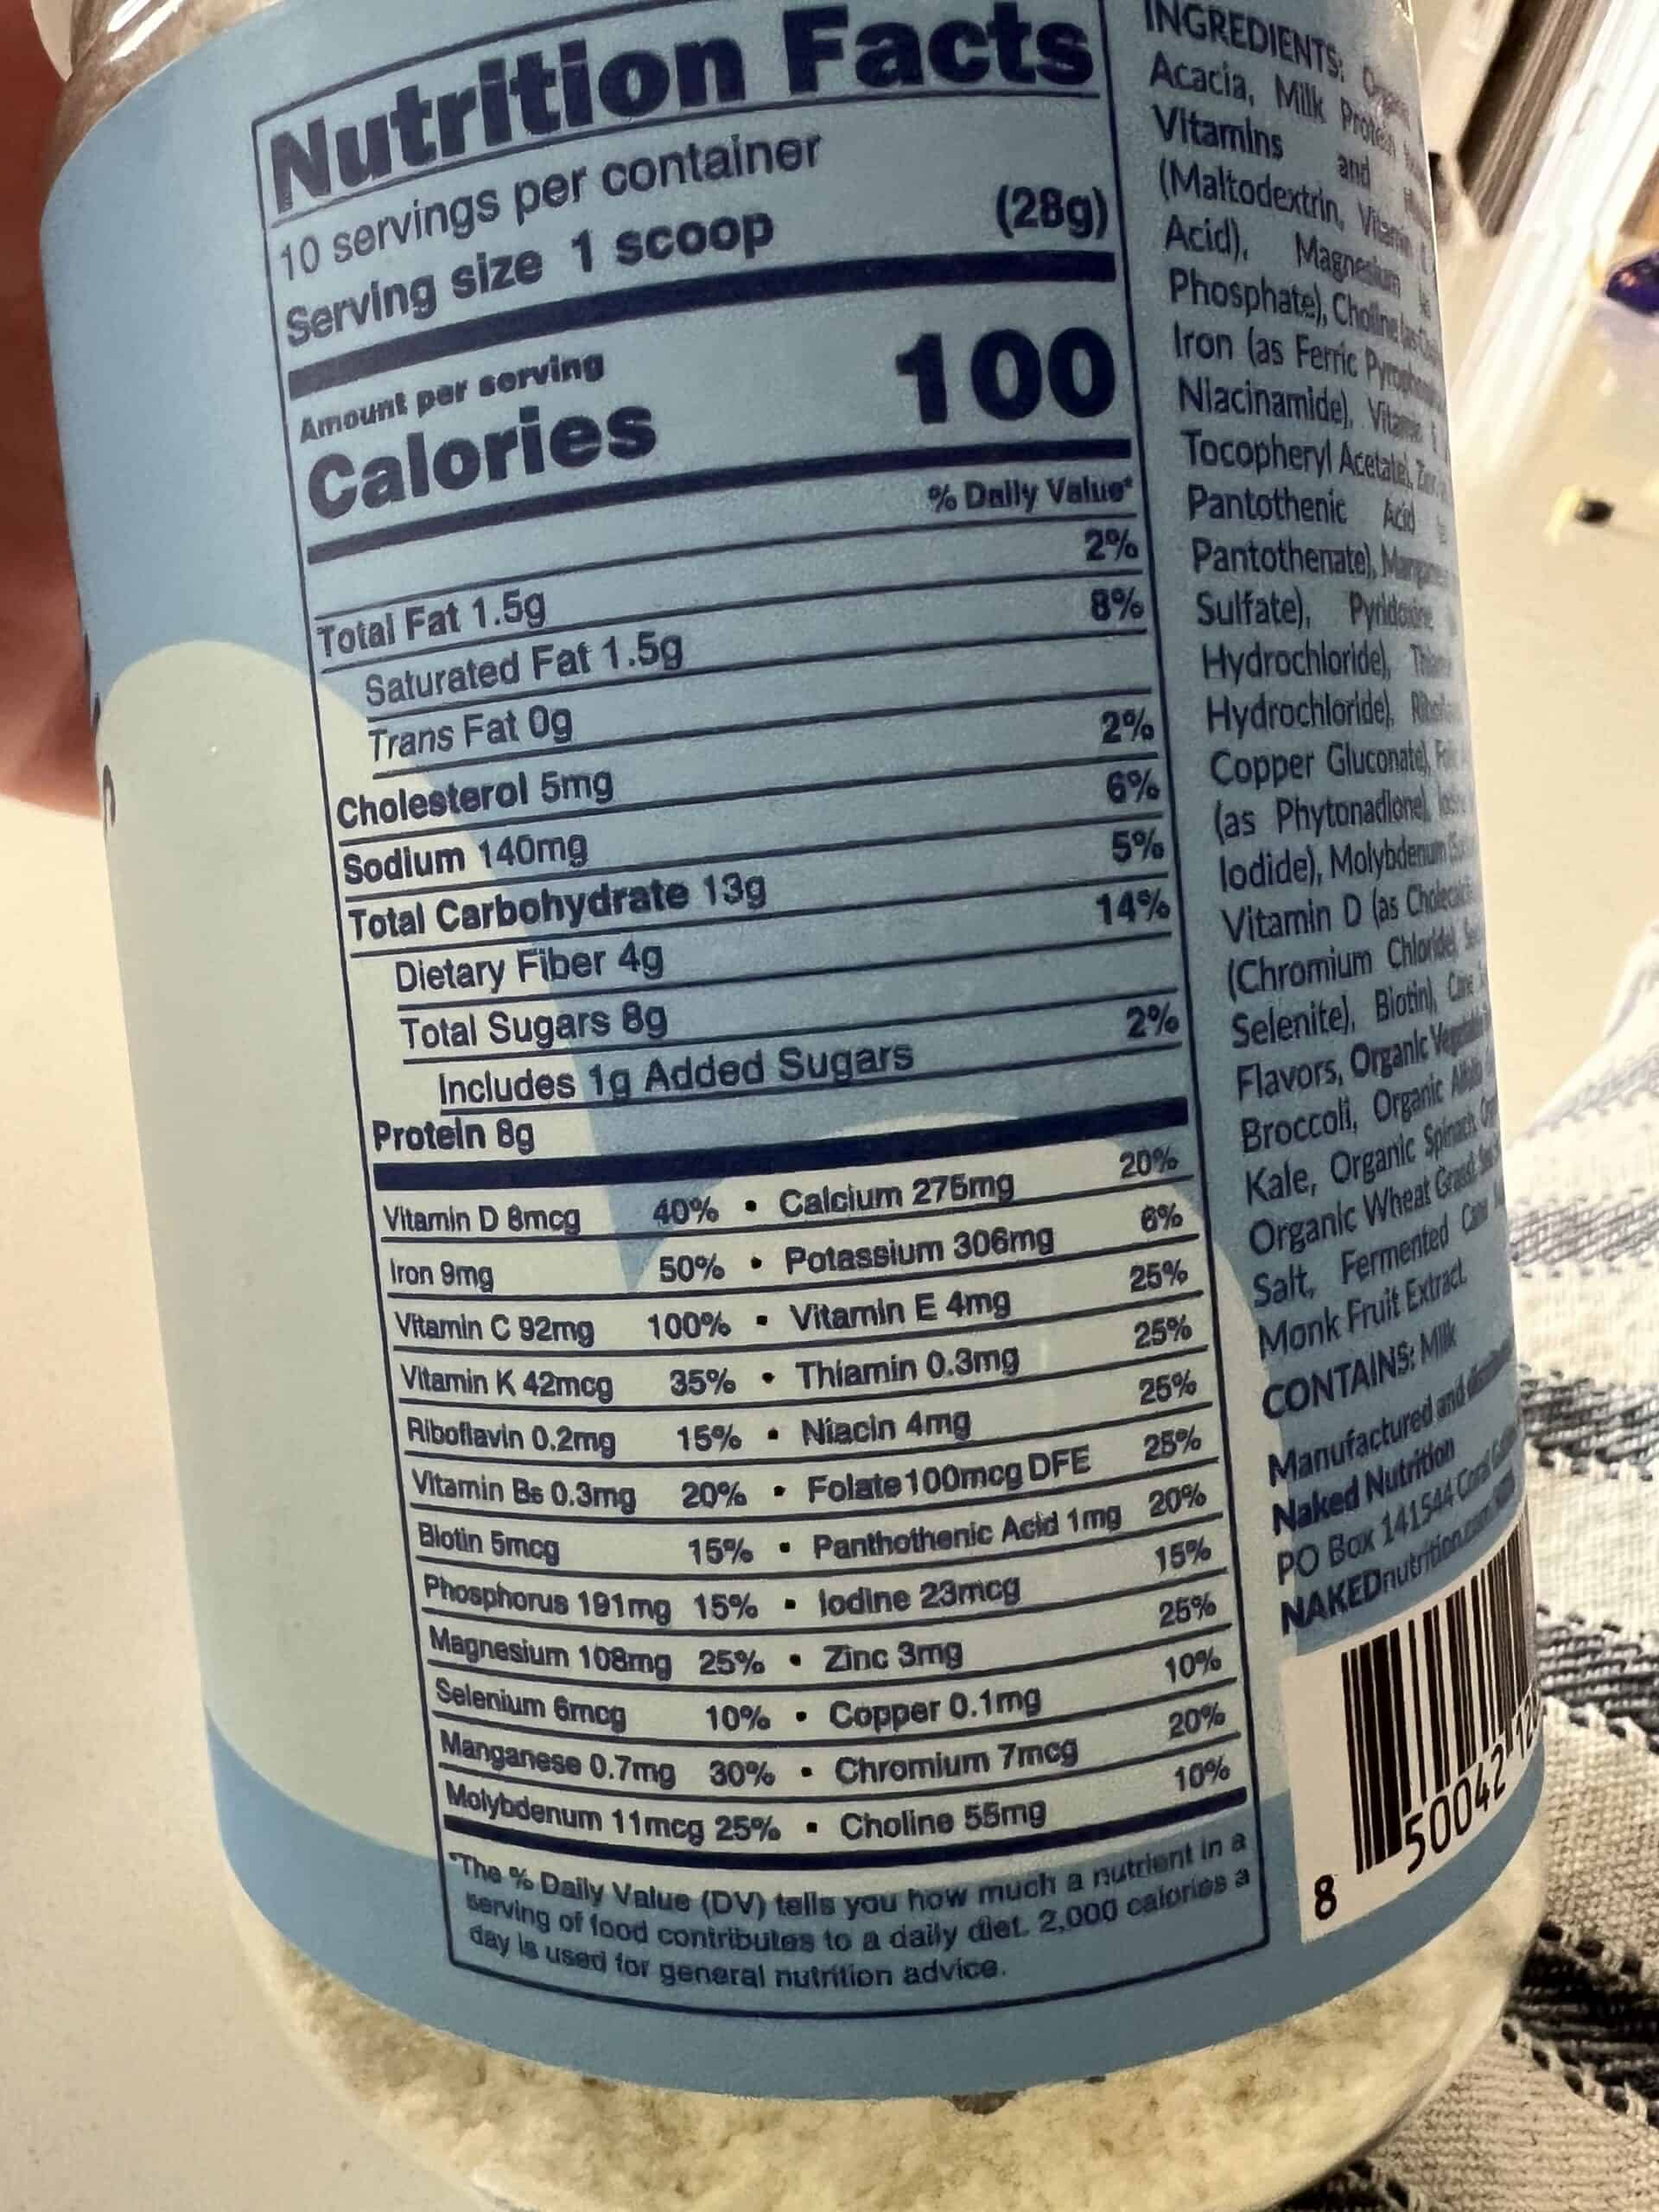 Nutrition Facts
10 servings per container
Serving size 1 scoop (28g)
Amount per serving
Calories 100
% Daily Value*
Total Fat 1.5g 2%
Saturated Fat 1.5g 8%
Trans Fat 0g
Cholesterol 5mg 2%
Sodium 140mg 6%
Total Carbohydrate 13g 5%
Dietary Fiber 4g 14%
Total Sugars 8g
Includes 1g Added Sugars 2%
Protein 8g
Vitamin D 8mcg 40% • Calcium 275mg 20%
Iron 9mg 50% • Potassium 306mg 6%
Vitamin C 92mg 100% • Vitamin E 4mg 25%
Vitamin K 42mcg 35% • Thiamin 0.3mg 25%
Riboflavin 0.2mg 15% • Niacin 4mg 25%
Vitamin B6 0.3mg 20% • Folate 100mcg DFE 25%
Biotin 5mcg 15% • Panthothenic Acid 1mg 20%
Phosphorus 191mg 15% • Iodine 23mcg 15%
Magnesium 108mg 25% • Zinc 3mg 25%
Selenium 6mcg 10% • Copper 0.1mg 10%
Manganese 0.7mg 30% • Chromium 7mcg 20%
Molybdenum 11mcg 25% • Choline 55mg 10%
*The % Daily Value (DV) tells you how much a nutrient in a
serving of food contributes to a daily diet. 2,000 calories a
day is used for general nutrition advice.
INGREDIENTS: Organic
Acacia, Milk Protein
Vitamins and
(Maltodextrin, Vitamin
Acid), Magnesium
Phosphate), Choline
Iron (as Ferric
Niacinamide), Vitamin E
Tocopheryl Acetate),
Pantothenic Acid
Pantothenate),
Sulfate), Pyridoxine
Hydrochloride),
Hydrochloride),
Copper Gluconate),
(as Phytonadione),
Iodide), Molybdenum
Vitamin D (as
(Chromium Chloride),
Selenite), Biotin), Cane
Flavors, Organic
Broccoli, Organic
Kale, Organic Spinach,
Organic Wheat Grass),
Salt, Fermented Cane
Monk Fruit Extract.
CONTAINS: Milk
Manufactured and
Naked Nutrition
PO Box 141544 Coral
NAKEDnutrition.com
8 50042